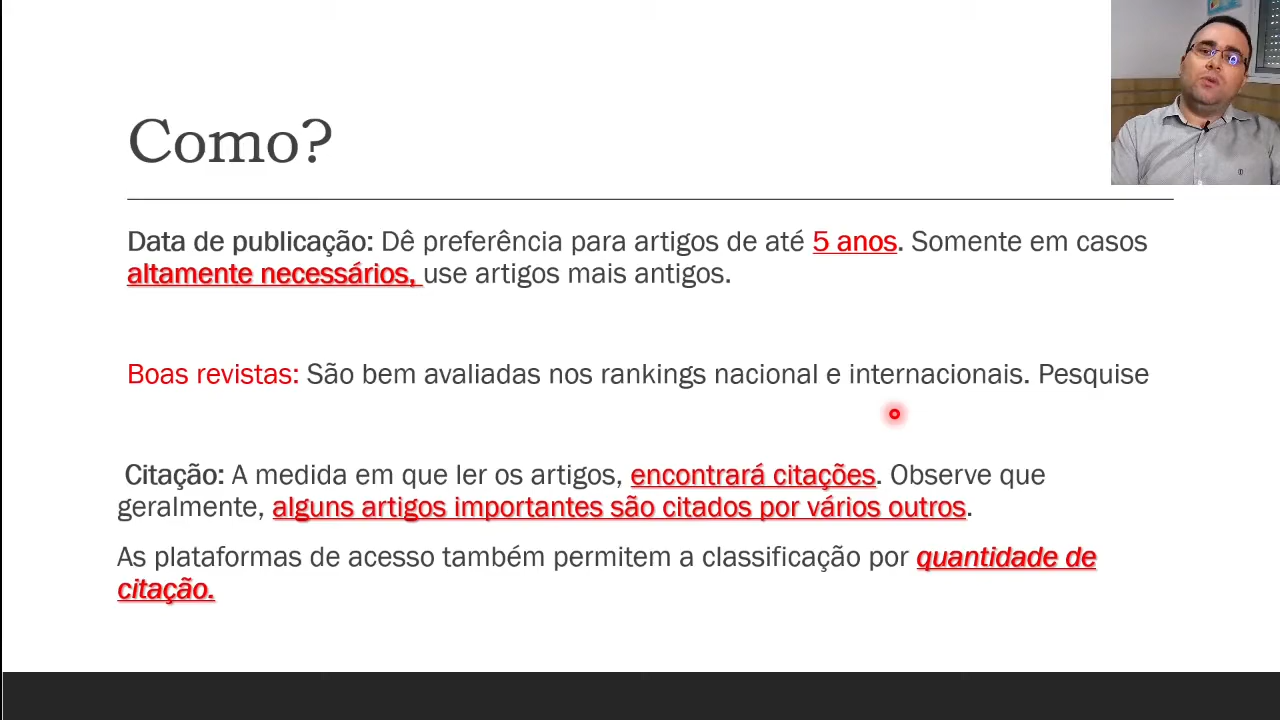 Como?
Data de publicação: Dê preferência para artigos de até 5 anos. Somente em casos
altamente necessários, use artigos mais antigos.
Boas revistas: São bem avaliadas nos rankings nacional e internacionais. Pesquise
Citação: A medida em que ler os artigos, encontrará citações. Observe que
geralmente, alguns artigos importantes são citados por vários outros.
As plataformas de acesso também permitem a classificação por quantidade de
citação.